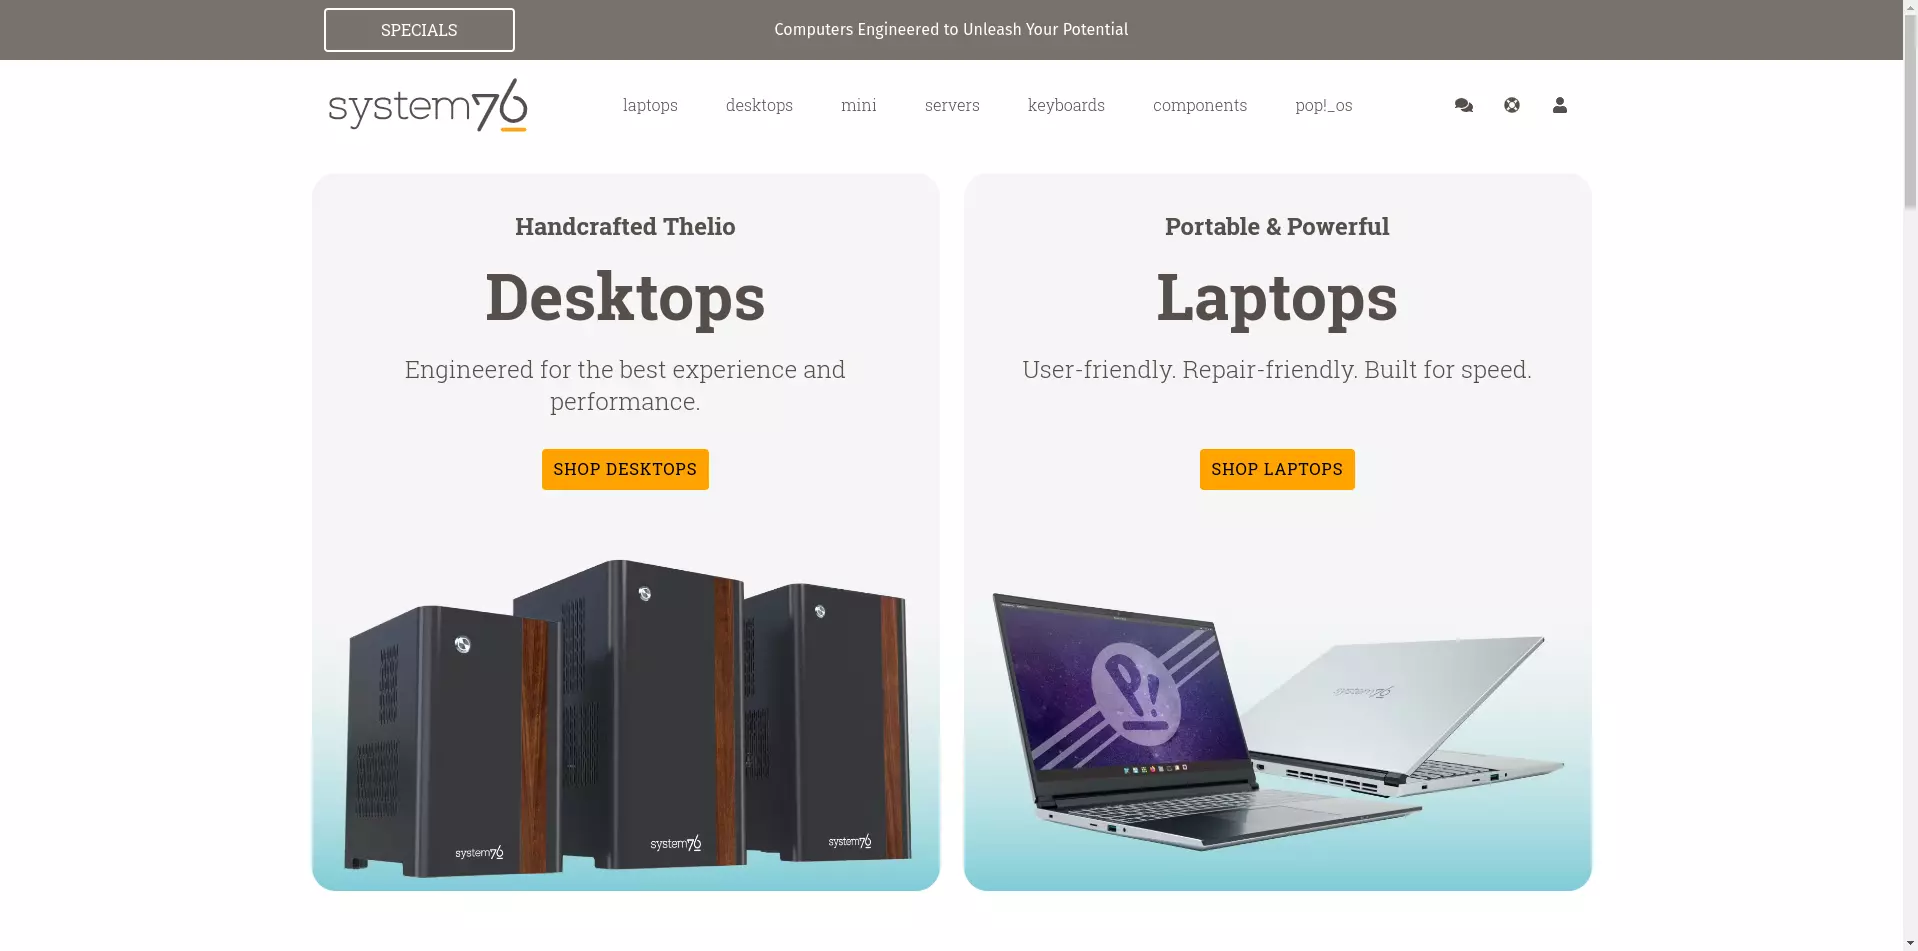 SPECIALS
Computers Engineered to Unleash Your Potential
system76
laptops
desktops
mini
servers
keyboards
components
pop!_os
Handcrafted Thelio
Desktops
Engineered for the best experience and
performance.
SHOP DESKTOPS
system76
system76
system76
Portable & Powerful
Laptops
User-friendly. Repair-friendly. Built for speed.
SHOP LAPTOPS
P!
system76